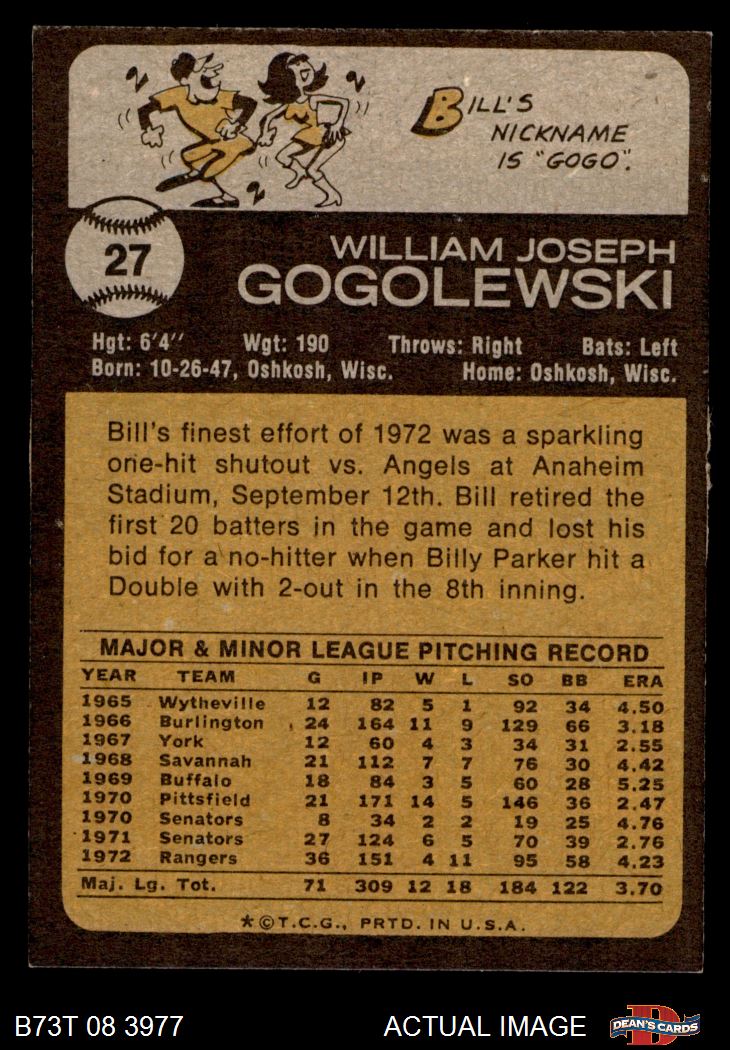 BILL'S
NICKNAME
IS "GOGO".
27
WILLIAM JOSEPH
GOGOLEWSKI
Hgt: 6'4" Wgt: 190 Throws: Right Bats: Left
Born: 10-26-47, Oshkosh, Wisc. Home: Oshkosh, Wisc.
Bill's finest effort of 1972 was a sparkling
one-hit shutout vs. Angels at Anaheim
Stadium, September 12th. Bill retired the
first 20 batters in the game and lost his
bid for a no-hitter when Billy Parker hit a
Double with 2-out in the 8th inning.
MAJOR & MINOR LEAGUE PITCHING RECORD
YEAR TEAM G IP W L SO BB ERA
1965 Wytheville 12 82 5 1 92 34 4.50
1966 Burlington 24 164 11 9 129 66 3.18
1967 York 12 60 4 3 34 31 2.55
1968 Savannah 21 112 7 7 76 30 4.42
1969 Buffalo 18 84 3 5 60 28 5.25
1970 Pittsfield 21 171 14 5 146 36 2.47
1970 Senators 8 34 2 2 19 25 4.76
1971 Senators 27 124 6 5 70 39 2.76
1972 Rangers 36 151 4 11 95 58 4.23
Maj. Lg. Tot. 71 309 12 18 184 122 3.70
*©T.C.G., PRTD. IN U.S.A.
B73T 08 3977 ACTUAL IMAGE DEAN'S CARDS